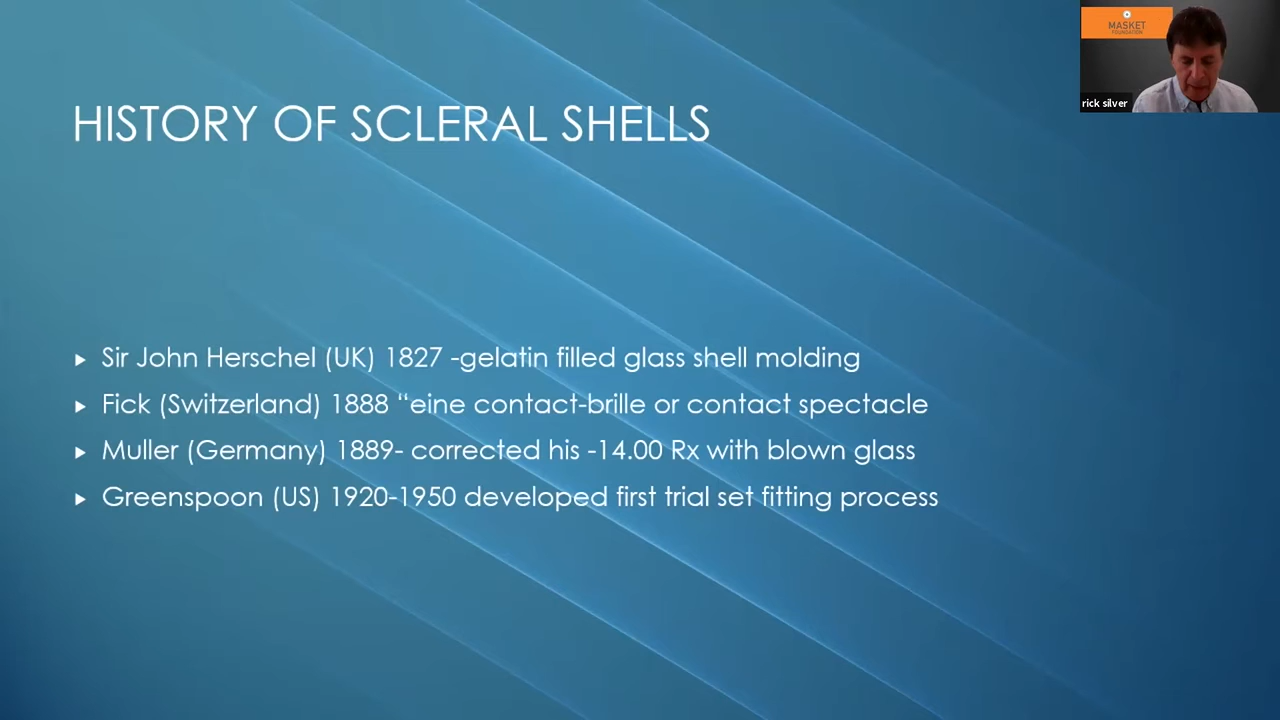 MASKET
FOUNDATION
rick silver
HISTORY OF SCLERAL SHELLS
Sir John Herschel (UK) 1827 -gelatin filled glass shell molding
Fick (Switzerland) 1888 “eine contact-brille or contact spectacle
Muller (Germany) 1889- corrected his -14.00 Rx with blown glass
Greenspoon (US) 1920-1950 developed first trial set fitting process